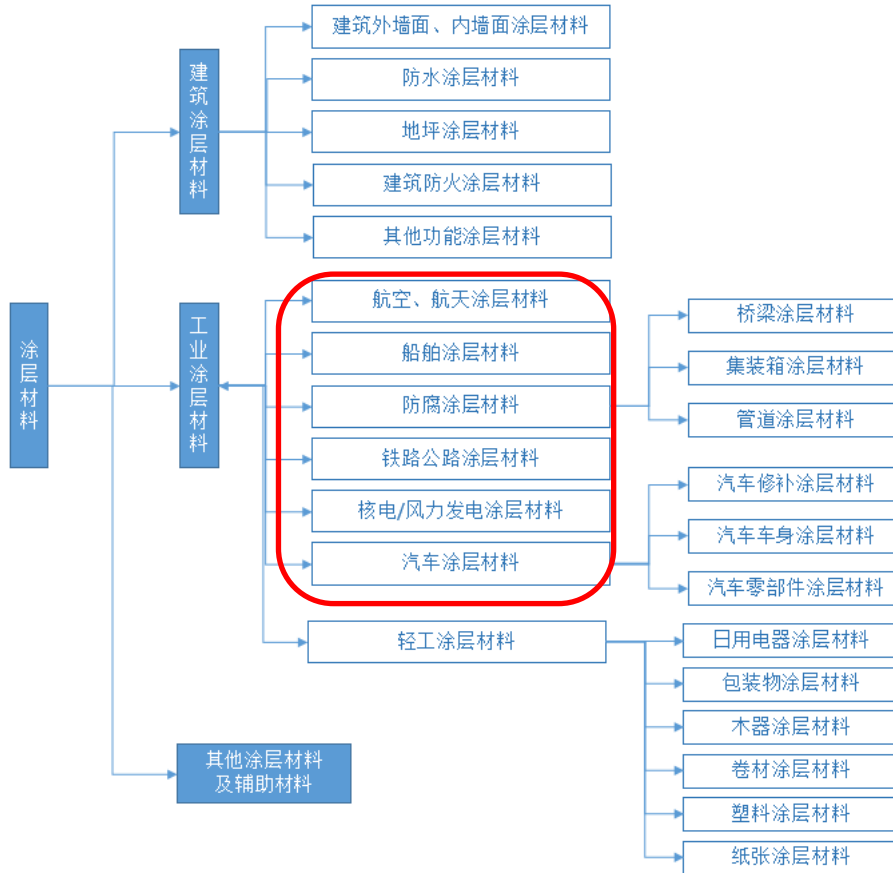 涂层材料
建筑涂层材料
建筑外墙面、内墙面涂层材料
防水涂层材料
地坪涂层材料
建筑防火涂层材料
其他功能涂层材料
工业涂层材料
航空、航天涂层材料
船舶涂层材料
防腐涂层材料
桥梁涂层材料
集装箱涂层材料
管道涂层材料
铁路公路涂层材料
核电/风力发电涂层材料
汽车涂层材料
汽车修补涂层材料
汽车车身涂层材料
汽车零部件涂层材料
轻工涂层材料
日用电器涂层材料
包装物涂层材料
木器涂层材料
卷材涂层材料
塑料涂层材料
纸张涂层材料
其他涂层材料
及辅助材料